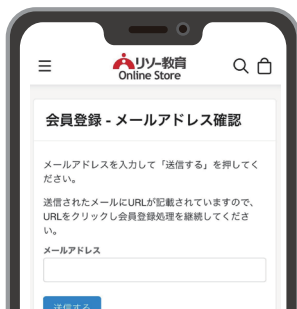 リソー教育
Online Store
会員登録 - メールアドレス確認
メールアドレスを入力して「送信する」を押してく
ださい。
送信されたメールにURLが記載されていますので、
URLをクリックし会員登録処理を継続してくださ
い。
メールアドレス
送信する